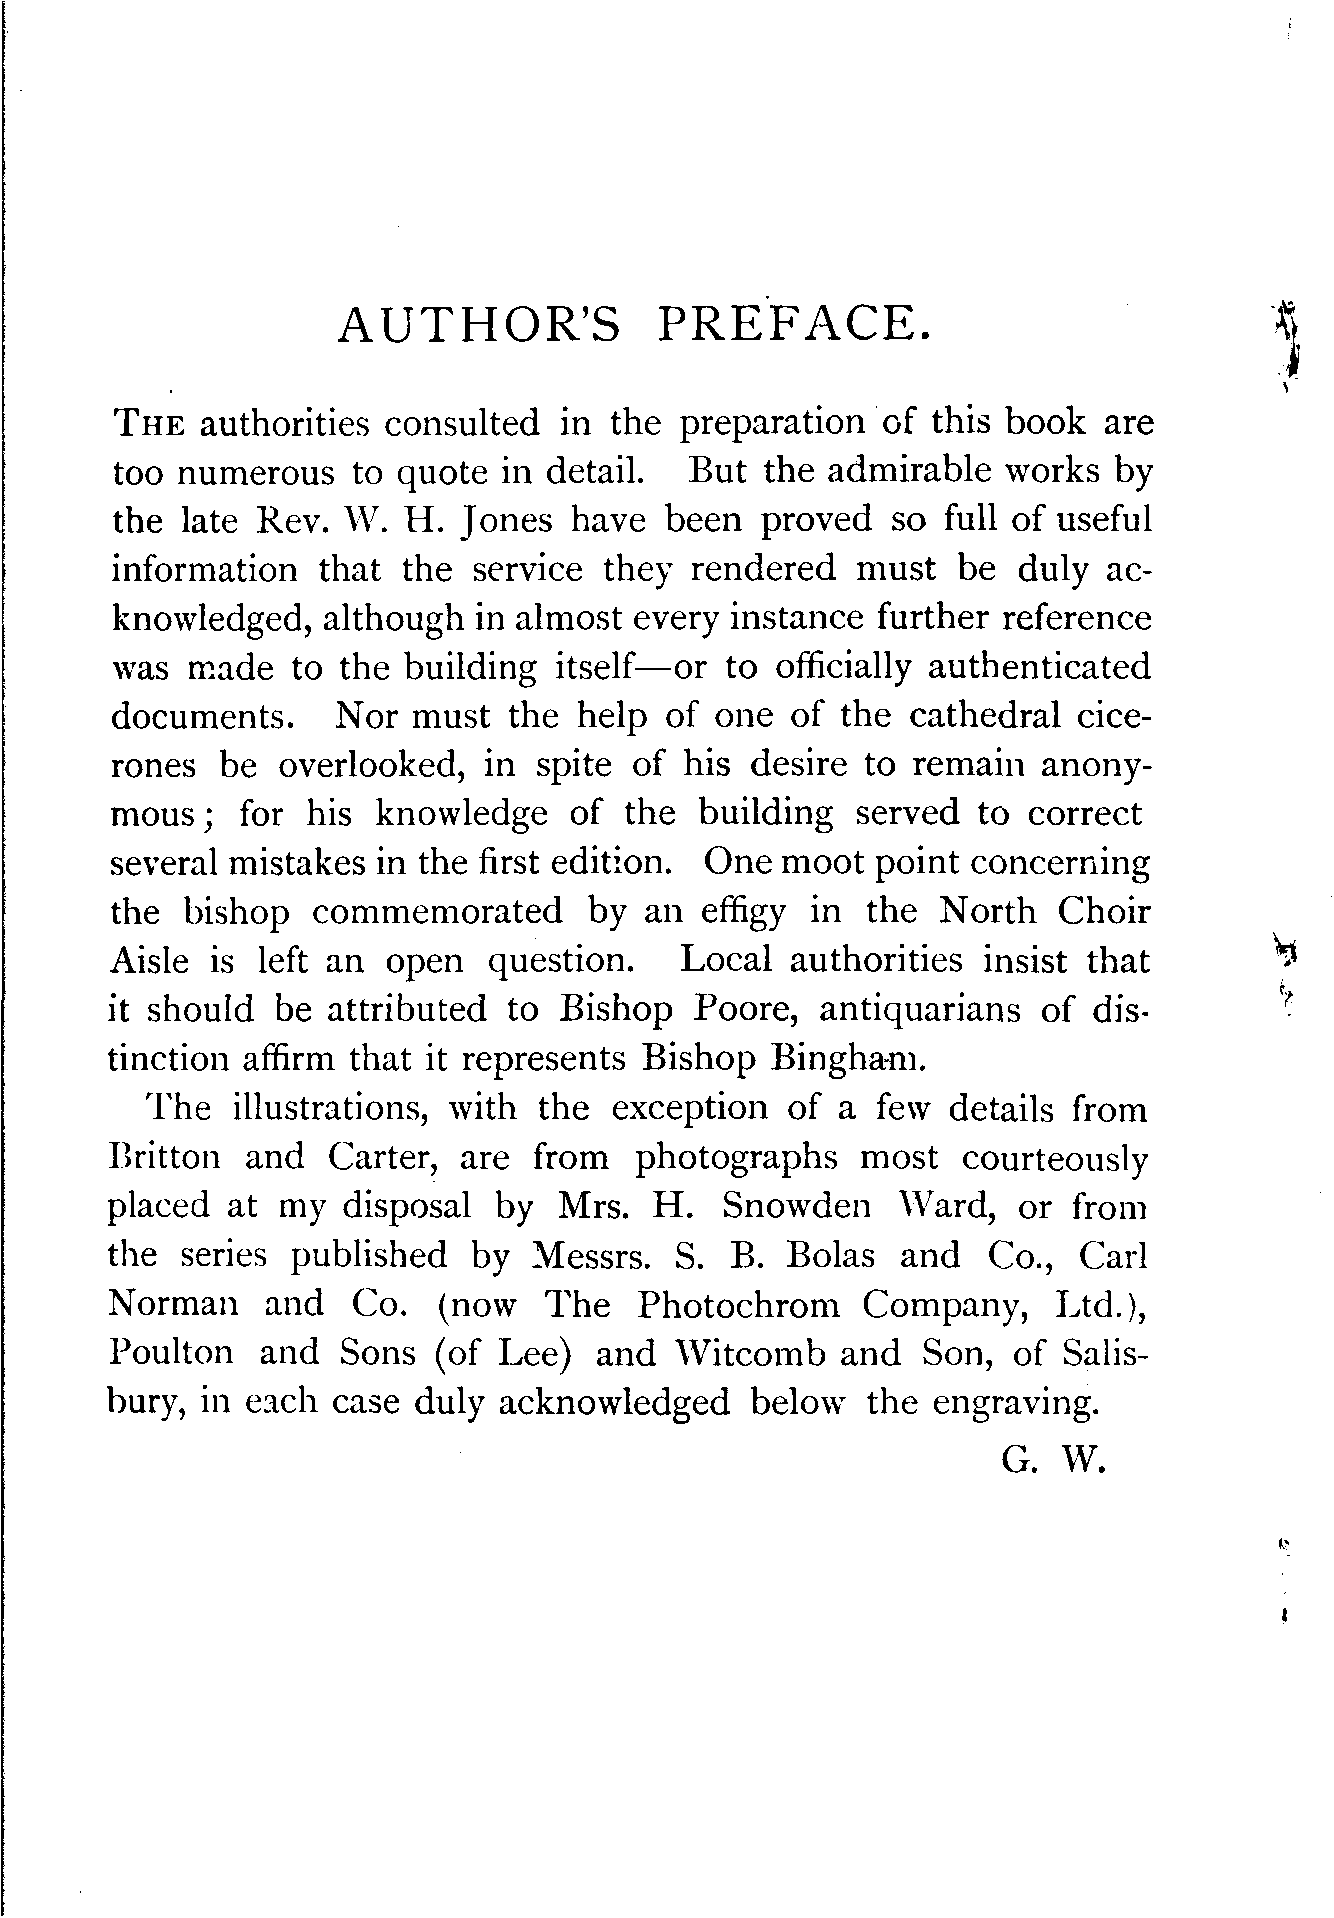 AUTHOR'S PREFACE.
THE authorities consulted in the preparation of this book are
too numerous to quote in detail. But the admirable works by
the late Rev. W. H. Jones have been proved so full of useful
information that the service they rendered must be duly ac-
knowledged, although in almost every instance further reference
was made to the building itself—or to officially authenticated
documents. Nor must the help of one of the cathedral cice-
rones be overlooked, in spite of his desire to remain anony-
mous; for his knowledge of the building served to correct
several mistakes in the first edition. One moot point concerning
the bishop commemorated by an effigy in the North Choir
Aisle is left an open question. Local authorities insist that
it should be attributed to Bishop Poore, antiquarians of dis-
tinction affirm that it represents Bishop Bingham.
The illustrations, with the exception of a few details from
Britton and Carter, are from photographs most courteously
placed at my disposal by Mrs. H. Snowden Ward, or from
the series published by Messrs. S. B. Bolas and Co., Carl
Norman and Co. (now The Photochrom Company, Ltd.),
Poulton and Sons (of Lee) and Witcomb and Son, of Salis-
bury, in each case duly acknowledged below the engraving.
G. W.